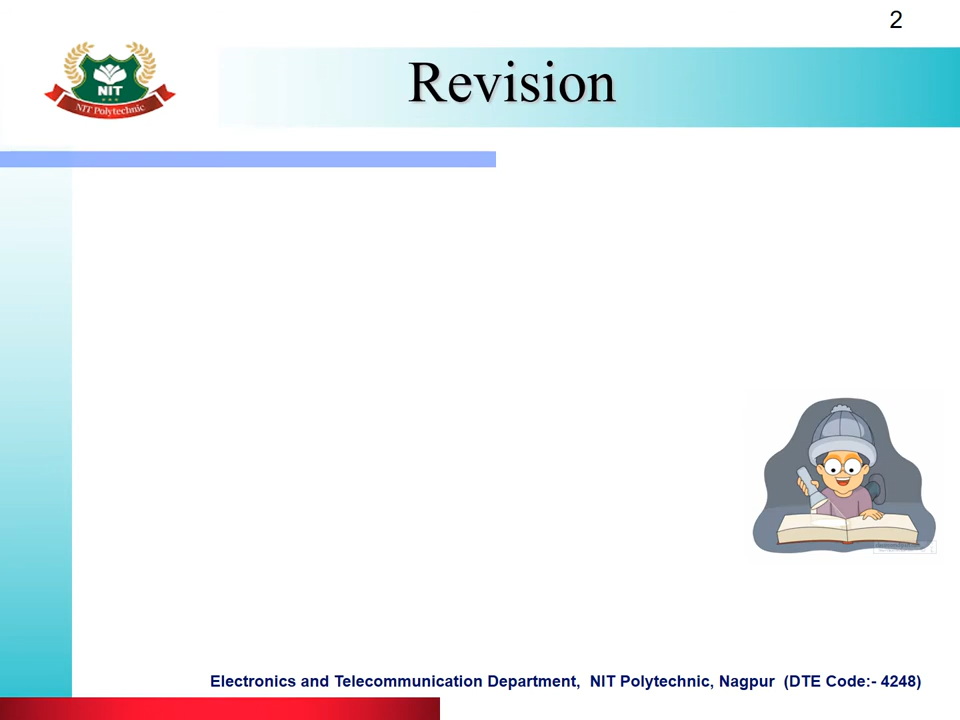 2
NIT
NIT Polytechnic
Revision
Electronics and Telecommunication Department, NIT Polytechnic, Nagpur (DTE Code:- 4248)